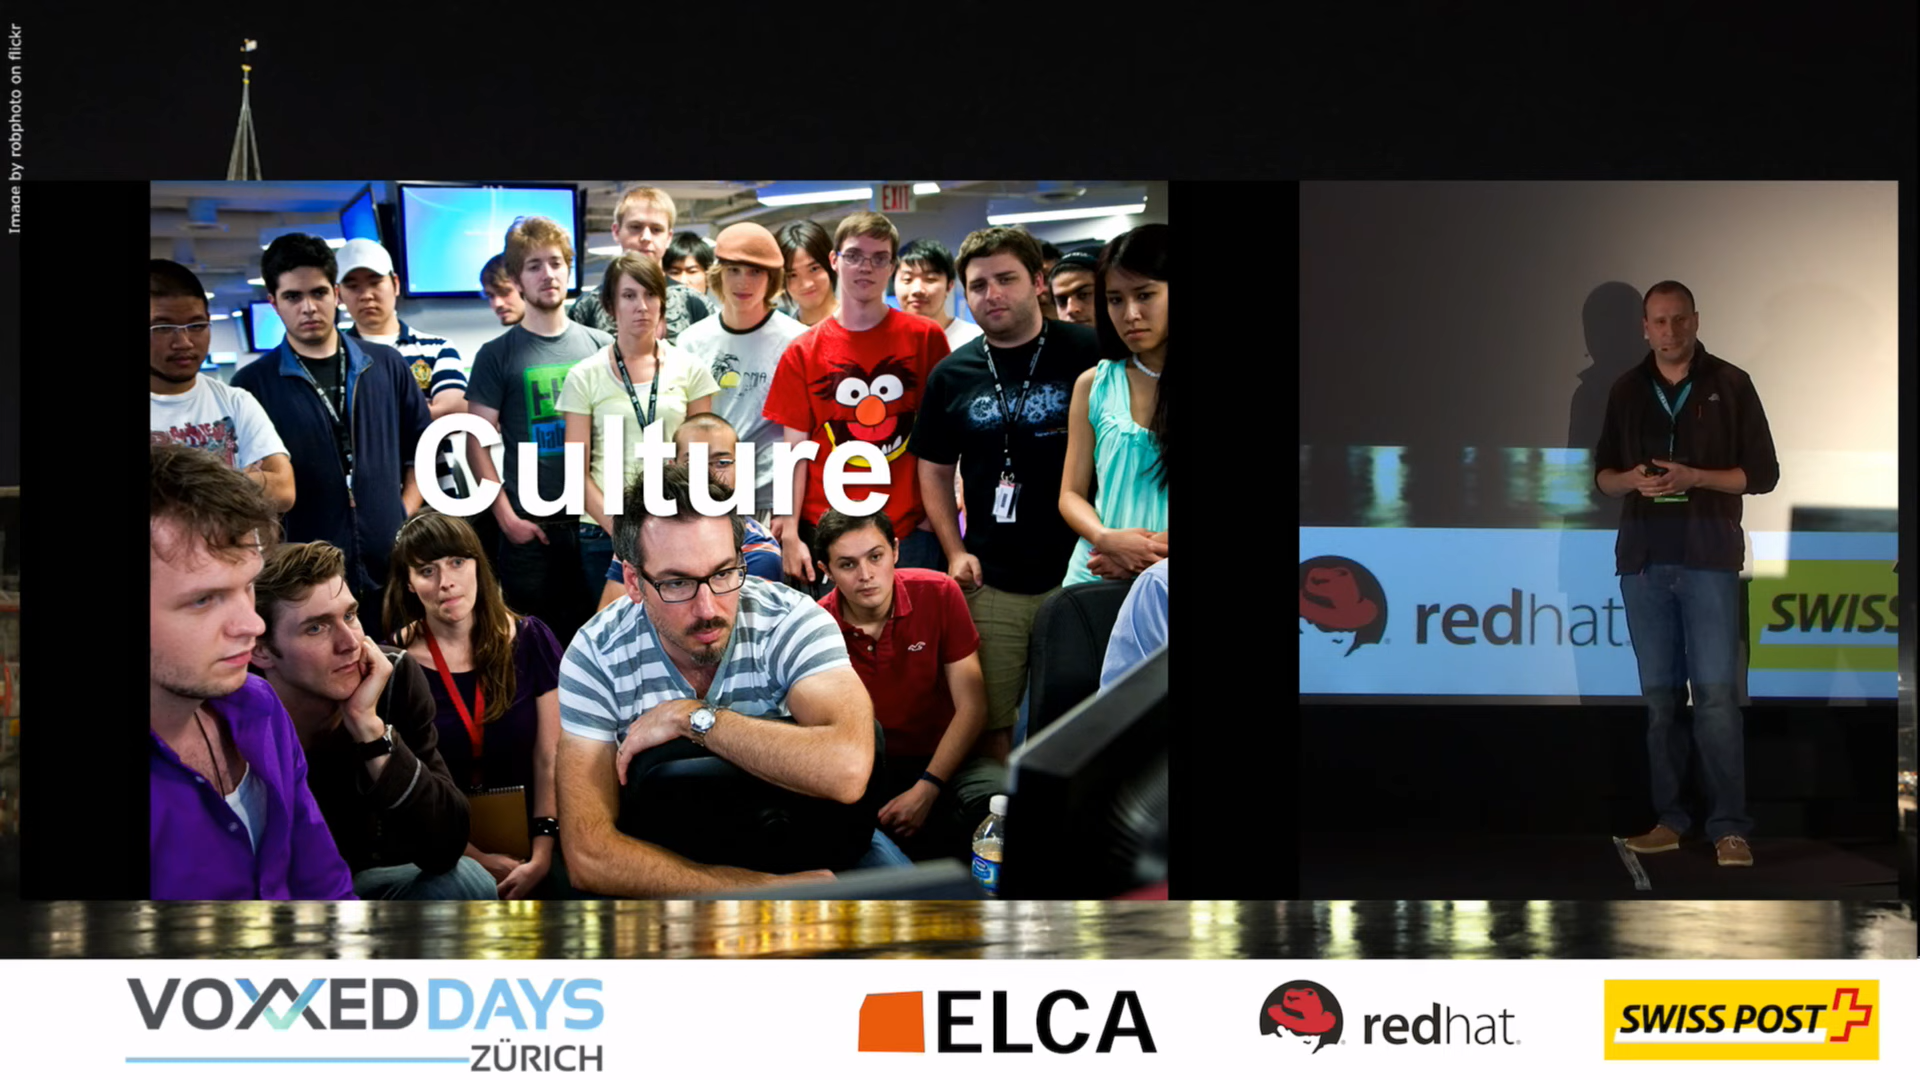 Image by robphoto on flickr
EXIT
Culture
redhat.
SWISS
VOXXED DAYS
ZÜRICH
ELCA
redhat.
SWISS POST